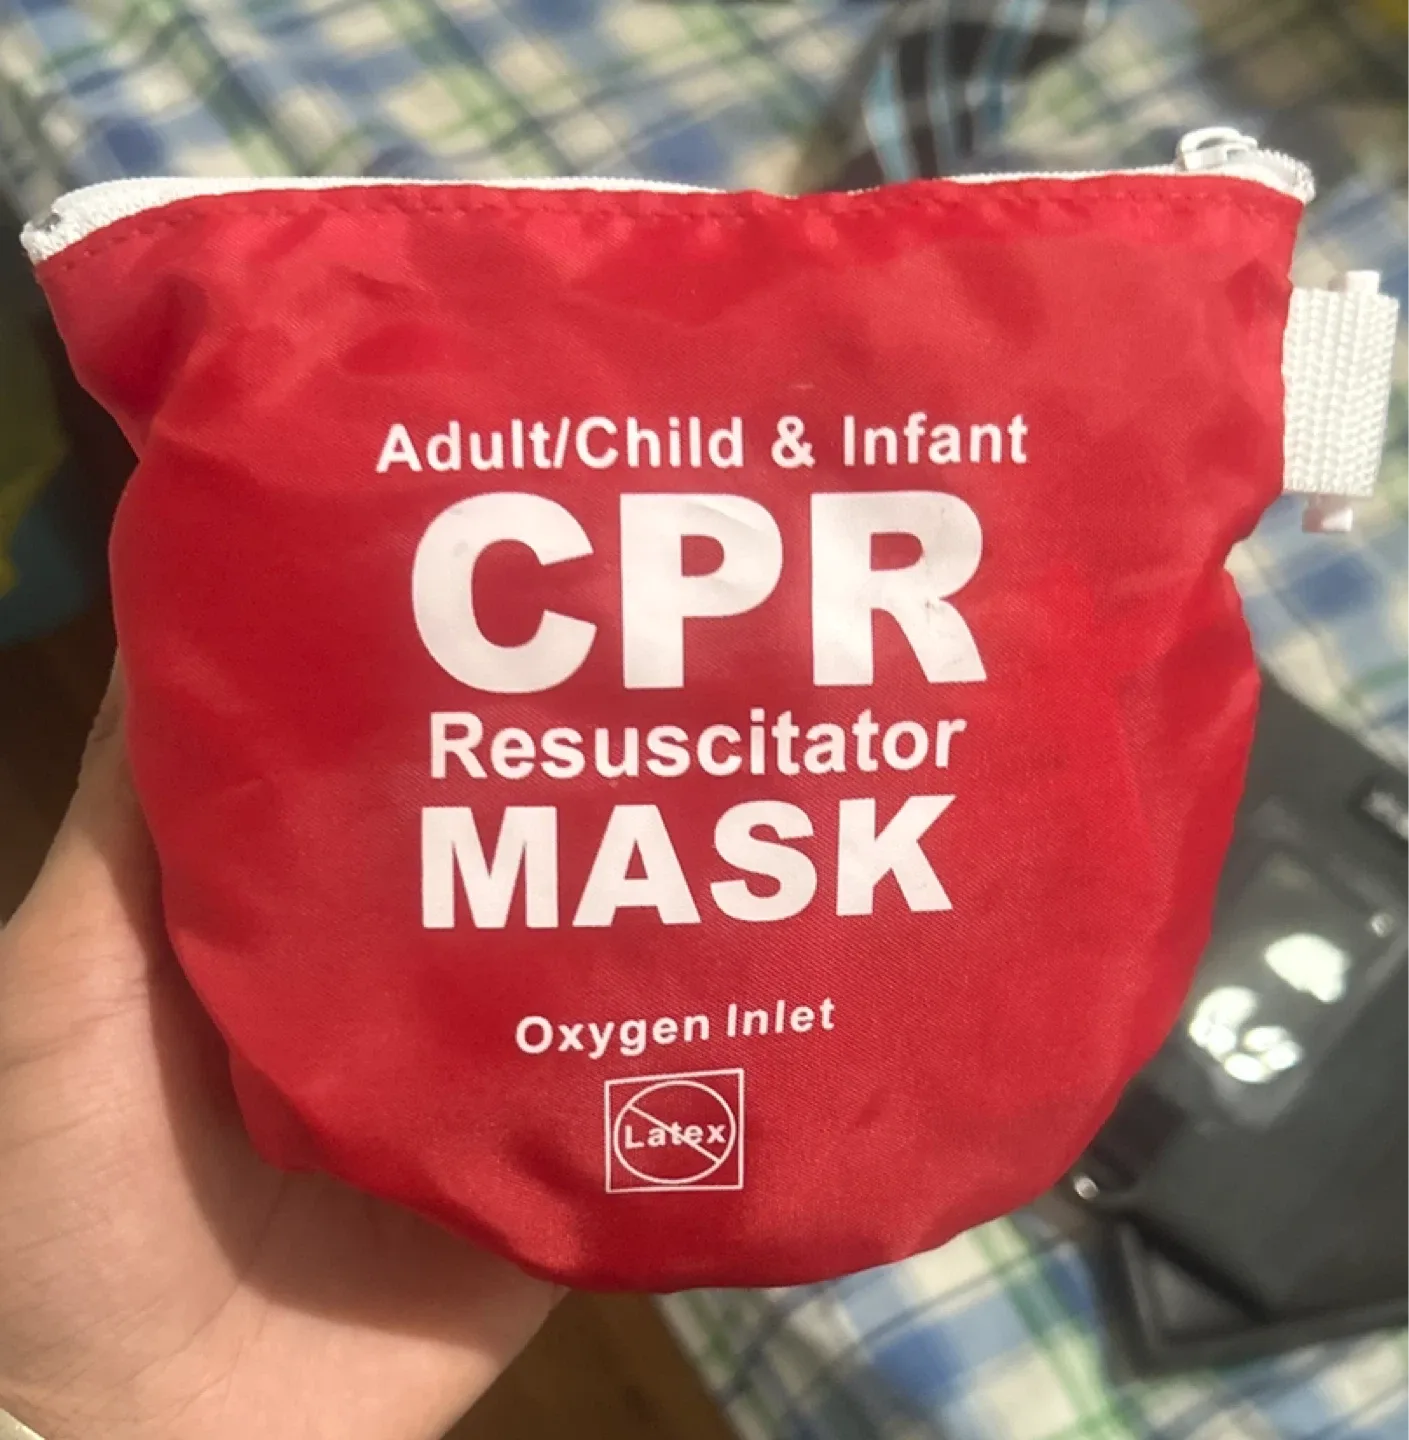 Adult/Child & Infant
CPR
Resuscitator
MASK
Oxygen Inlet
Latex